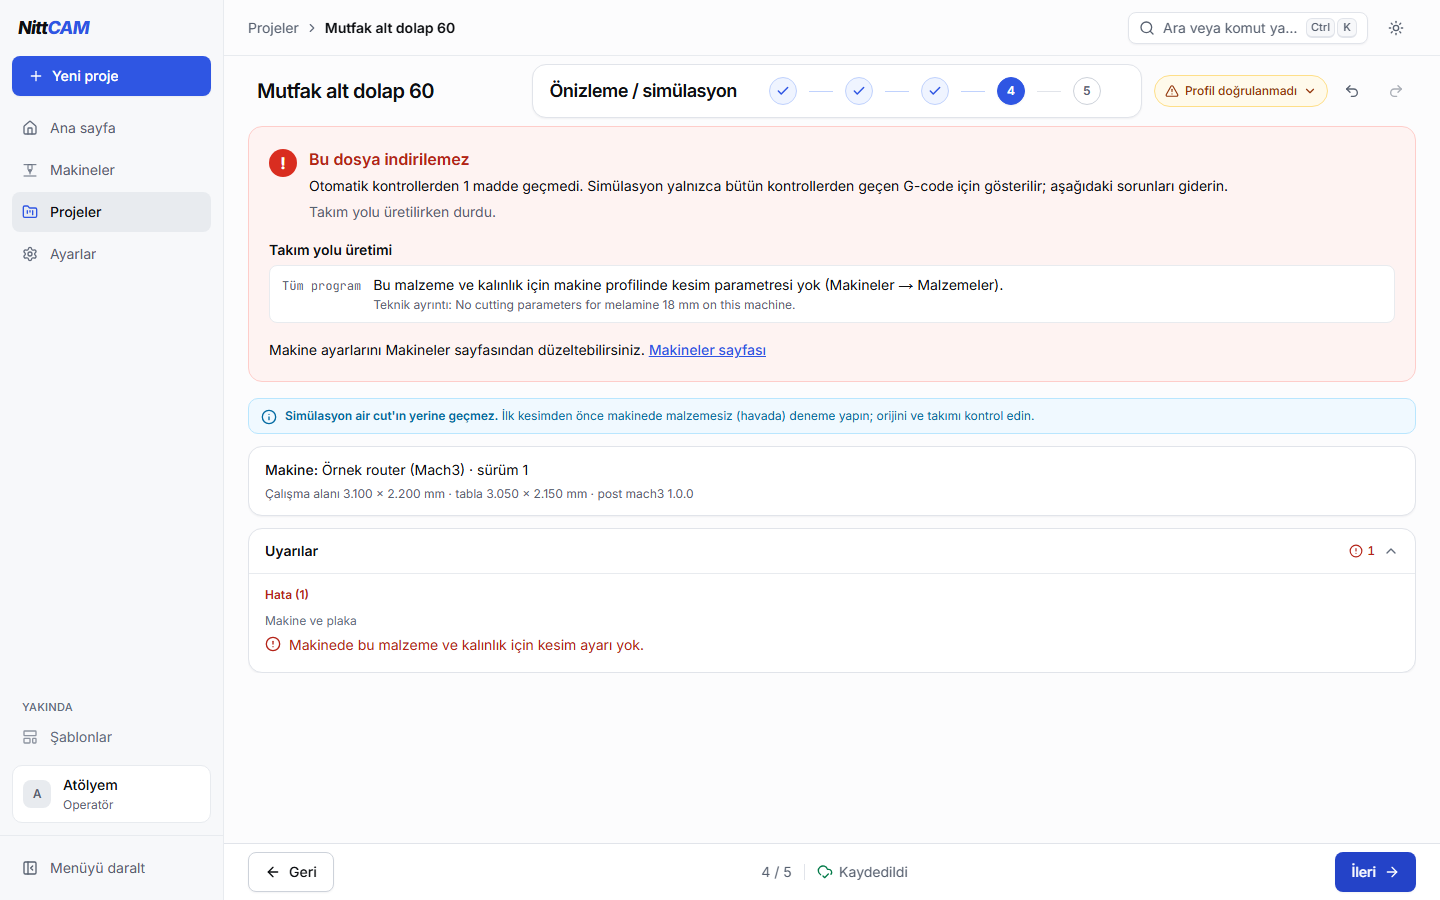 NittCAM
Yeni proje
Ana sayfa
Makineler
Projeler
Ayarlar
YAKINDA
Şablonlar
A
Atölyem
Operatör
Menüyü daralt
Projeler > Mutfak alt dolap 60
Ara veya komut ya... Ctrl K
Mutfak alt dolap 60
Önizleme / simülasyon
4
5
Profil doğrulanmadı
Bu dosya indirilemez
Otomatik kontrollerden 1 madde geçmedi. Simülasyon yalnızca bütün kontrollerden geçen G-code için gösterilir; aşağıdaki sorunları giderin.
Takım yolu üretilirken durdu.
Takım yolu üretimi
Tüm program Bu malzeme ve kalınlık için makine profilinde kesim parametresi yok (Makineler → Malzemeler).
Teknik ayrıntı: No cutting parameters for melamine 18 mm on this machine.
Makine ayarlarını Makineler sayfasından düzeltebilirsiniz. Makineler sayfası
Simülasyon air cut'ın yerine geçmez. İlk kesimden önce makinede malzemesiz (havada) deneme yapın; orijini ve takımı kontrol edin.
Makine: Örnek router (Mach3) · sürüm 1
Çalışma alanı 3.100 × 2.200 mm · tabla 3.050 × 2.150 mm · post mach3 1.0.0
Uyarılar
1
Hata (1)
Makine ve plaka
Makinede bu malzeme ve kalınlık için kesim ayarı yok.
Geri
4 / 5
Kaydedildi
İleri